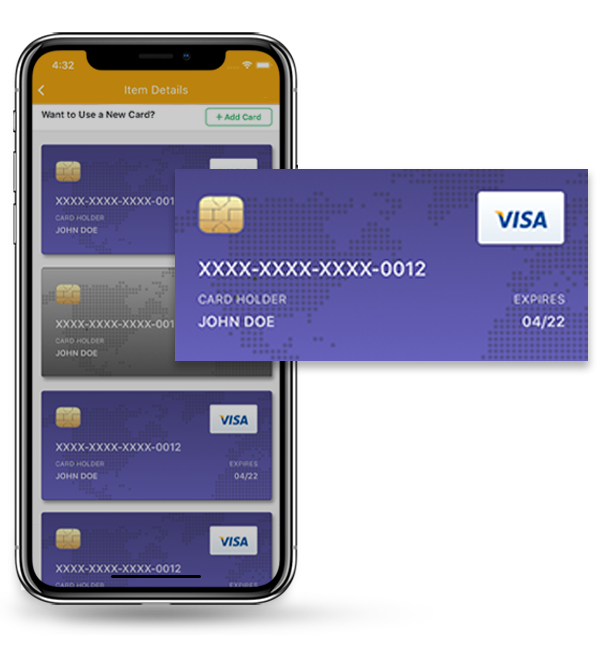 4:32
Item Details
Want to Use a New Card?
+ Add Card
XXXX-XXXX-XXXX-001
CARD HOLDER
JOHN DOE
VISA
XXXX-XXXX-XXXX-0012
CARD HOLDER EXPIRES
JOHN DOE 04/22
XXXX-XXXX-XXXX-001
CARD HOLDER
JOHN DOE
VISA
XXXX-XXXX-XXXX-0012
CARD HOLDER EXPIRES
JOHN DOE 04/22
VISA
XXXX-XXXX-XXXX-0012
CARD HOLDER EXPIRES